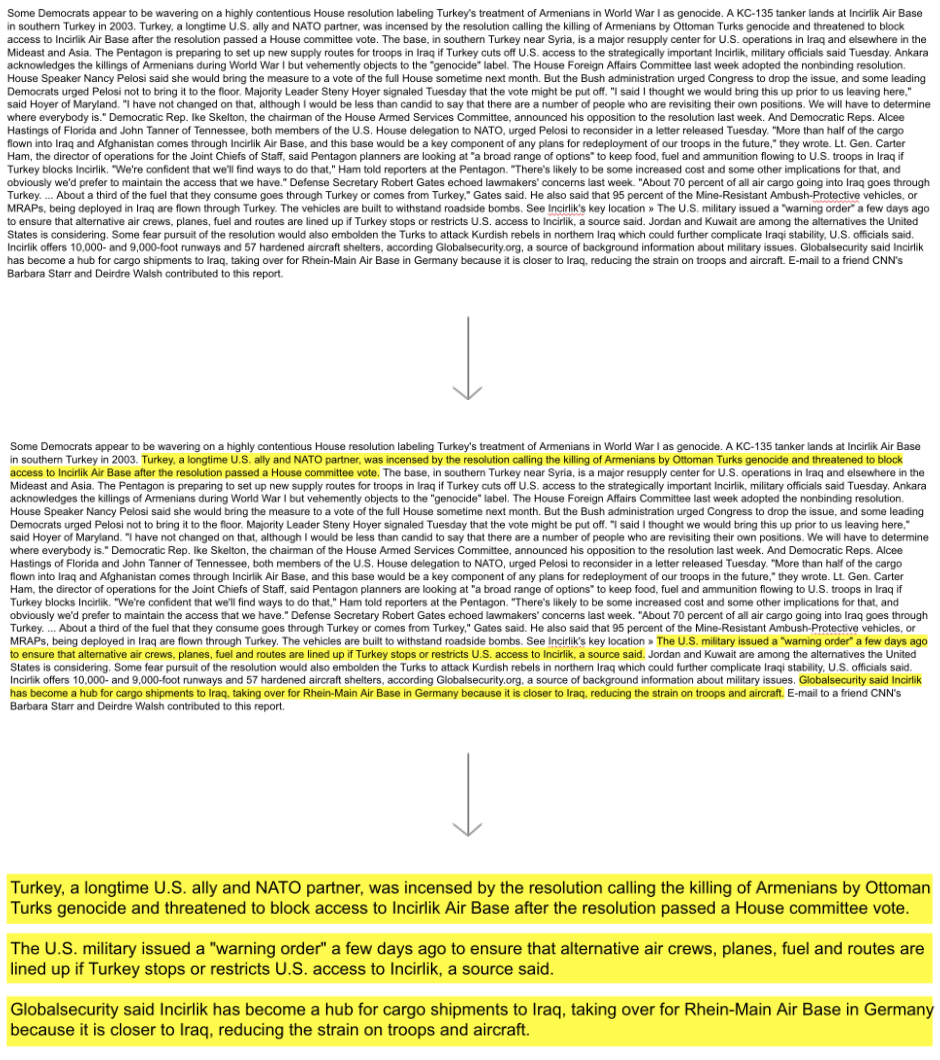 Some Democrats appear to be wavering on a highly contentious House resolution labeling Turkey's treatment of Armenians in World War I as genocide. A KC-135 tanker lands at Incirlik Air Base
in southern Turkey in 2003. Turkey, a longtime U.S. ally and NATO partner, was incensed by the resolution calling the killing of Armenians by Ottoman Turks genocide and threatened to block
access to Incirlik Air Base after the resolution passed a House committee vote. The base, in southern Turkey near Syria, is a major resupply center for U.S. operations in Iraq and elsewhere in the
Mideast and Asia. The Pentagon is preparing to set up new supply routes for troops in Iraq if Turkey cuts off U.S. access to the strategically important Incirlik, military officials said Tuesday. Ankara
acknowledges the killings of Armenians during World War I but vehemently objects to the "genocide" label. The House Foreign Affairs Committee last week adopted the nonbinding resolution.
House Speaker Nancy Pelosi said she would bring the measure to a vote of the full House sometime next month. But the Bush administration urged Congress to drop the issue, and some leading
Democrats urged Pelosi not to bring it to the floor. Majority Leader Steny Hoyer signaled Tuesday that the vote might be put off. "I said I thought we would bring this up prior to us leaving here,"
said Hoyer of Maryland. "I have not changed on that, although I would be less than candid to say that there are a number of people who are revisiting their own positions. We will have to determine
where everybody is." Democratic Rep. Ike Skelton, the chairman of the House Armed Services Committee, announced his opposition to the resolution last week. And Democratic Reps. Alcee
Hastings of Florida and John Tanner of Tennessee, both members of the U.S. House delegation to NATO, urged Pelosi to reconsider in a letter released Tuesday. "More than half of the cargo
flown into Iraq and Afghanistan comes through Incirlik Air Base, and this base would be a key component of any plans for redeployment of our troops in the future," they wrote. Lt. Gen. Carter
Ham, the director of operations for the Joint Chiefs of Staff, said Pentagon planners are looking at "a broad range of options" to keep food, fuel and ammunition flowing to U.S. troops in Iraq if
Turkey blocks Incirlik. "We're confident that we'll find ways to do that," Ham told reporters at the Pentagon. "There's likely to be some increased cost and some other implications for that, and
obviously we'd prefer to maintain the access that we have." Defense Secretary Robert Gates echoed lawmakers' concerns last week. "About 70 percent of all air cargo going into Iraq goes through
Turkey. ... About a third of the fuel that they consume goes through Turkey or comes from Turkey," Gates said. He also said that 95 percent of the Mine-Resistant Ambush-Protective vehicles, or
MRAPs, being deployed in Iraq are flown through Turkey. The vehicles are built to withstand roadside bombs. See Incirlik's key location » The U.S. military issued a "warning order" a few days ago
to ensure that alternative air crews, planes, fuel and routes are lined up if Turkey stops or restricts U.S. access to Incirlik, a source said. Jordan and Kuwait are among the alternatives the United
States is considering. Some fear pursuit of the resolution would also embolden the Turks to attack Kurdish rebels in northern Iraq which could further complicate Iraqi stability, U.S. officials said.
Incirlik offers 10,000- and 9,000-foot runways and 57 hardened aircraft shelters, according Globalsecurity.org, a source of background information about military issues. Globalsecurity said Incirlik
has become a hub for cargo shipments to Iraq, taking over for Rhein-Main Air Base in Germany because it is closer to Iraq, reducing the strain on troops and aircraft. E-mail to a friend CNN's
Barbara Starr and Deirdre Walsh contributed to this report.
Some Democrats appear to be wavering on a highly contentious House resolution labeling Turkey's treatment of Armenians in World War I as genocide. A KC-135 tanker lands at Incirlik Air Base
in southern Turkey in 2003. Turkey, a longtime U.S. ally and NATO partner, was incensed by the resolution calling the killing of Armenians by Ottoman Turks genocide and threatened to block
access to Incirlik Air Base after the resolution passed a House committee vote. The base, in southern Turkey near Syria, is a major resupply center for U.S. operations in Iraq and elsewhere in the
Mideast and Asia. The Pentagon is preparing to set up new supply routes for troops in Iraq if Turkey cuts off U.S. access to the strategically important Incirlik, military officials said Tuesday. Ankara
acknowledges the killings of Armenians during World War I but vehemently objects to the "genocide" label. The House Foreign Affairs Committee last week adopted the nonbinding resolution.
House Speaker Nancy Pelosi said she would bring the measure to a vote of the full House sometime next month. But the Bush administration urged Congress to drop the issue, and some leading
Democrats urged Pelosi not to bring it to the floor. Majority Leader Steny Hoyer signaled Tuesday that the vote might be put off. "I said I thought we would bring this up prior to us leaving here,"
said Hoyer of Maryland. "I have not changed on that, although I would be less than candid to say that there are a number of people who are revisiting their own positions. We will have to determine
where everybody is." Democratic Rep. Ike Skelton, the chairman of the House Armed Services Committee, announced his opposition to the resolution last week. And Democratic Reps. Alcee
Hastings of Florida and John Tanner of Tennessee, both members of the U.S. House delegation to NATO, urged Pelosi to reconsider in a letter released Tuesday. "More than half of the cargo
flown into Iraq and Afghanistan comes through Incirlik Air Base, and this base would be a key component of any plans for redeployment of our troops in the future," they wrote. Lt. Gen. Carter
Ham, the director of operations for the Joint Chiefs of Staff, said Pentagon planners are looking at "a broad range of options" to keep food, fuel and ammunition flowing to U.S. troops in Iraq if
Turkey blocks Incirlik. "We're confident that we'll find ways to do that," Ham told reporters at the Pentagon. "There's likely to be some increased cost and some other implications for that, and
obviously we'd prefer to maintain the access that we have." Defense Secretary Robert Gates echoed lawmakers' concerns last week. "About 70 percent of all air cargo going into Iraq goes through
Turkey. ... About a third of the fuel that they consume goes through Turkey or comes from Turkey," Gates said. He also said that 95 percent of the Mine-Resistant Ambush-Protective vehicles, or
MRAPs, being deployed in Iraq are flown through Turkey. The vehicles are built to withstand roadside bombs. See Incirlik's key location » The U.S. military issued a "warning order" a few days ago
to ensure that alternative air crews, planes, fuel and routes are lined up if Turkey stops or restricts U.S. access to Incirlik, a source said. Jordan and Kuwait are among the alternatives the United
States is considering. Some fear pursuit of the resolution would also embolden the Turks to attack Kurdish rebels in northern Iraq which could further complicate Iraqi stability, U.S. officials said.
Incirlik offers 10,000- and 9,000-foot runways and 57 hardened aircraft shelters, according Globalsecurity.org, a source of background information about military issues. Globalsecurity said Incirlik
has become a hub for cargo shipments to Iraq, taking over for Rhein-Main Air Base in Germany because it is closer to Iraq, reducing the strain on troops and aircraft. E-mail to a friend CNN's
Barbara Starr and Deirdre Walsh contributed to this report.
Turkey, a longtime U.S. ally and NATO partner, was incensed by the resolution calling the killing of Armenians by Ottoman
Turks genocide and threatened to block access to Incirlik Air Base after the resolution passed a House committee vote.
The U.S. military issued a "warning order" a few days ago to ensure that alternative air crews, planes, fuel and routes are
lined up if Turkey stops or restricts U.S. access to Incirlik, a source said.
Globalsecurity said Incirlik has become a hub for cargo shipments to Iraq, taking over for Rhein-Main Air Base in Germany
because it is closer to Iraq, reducing the strain on troops and aircraft.